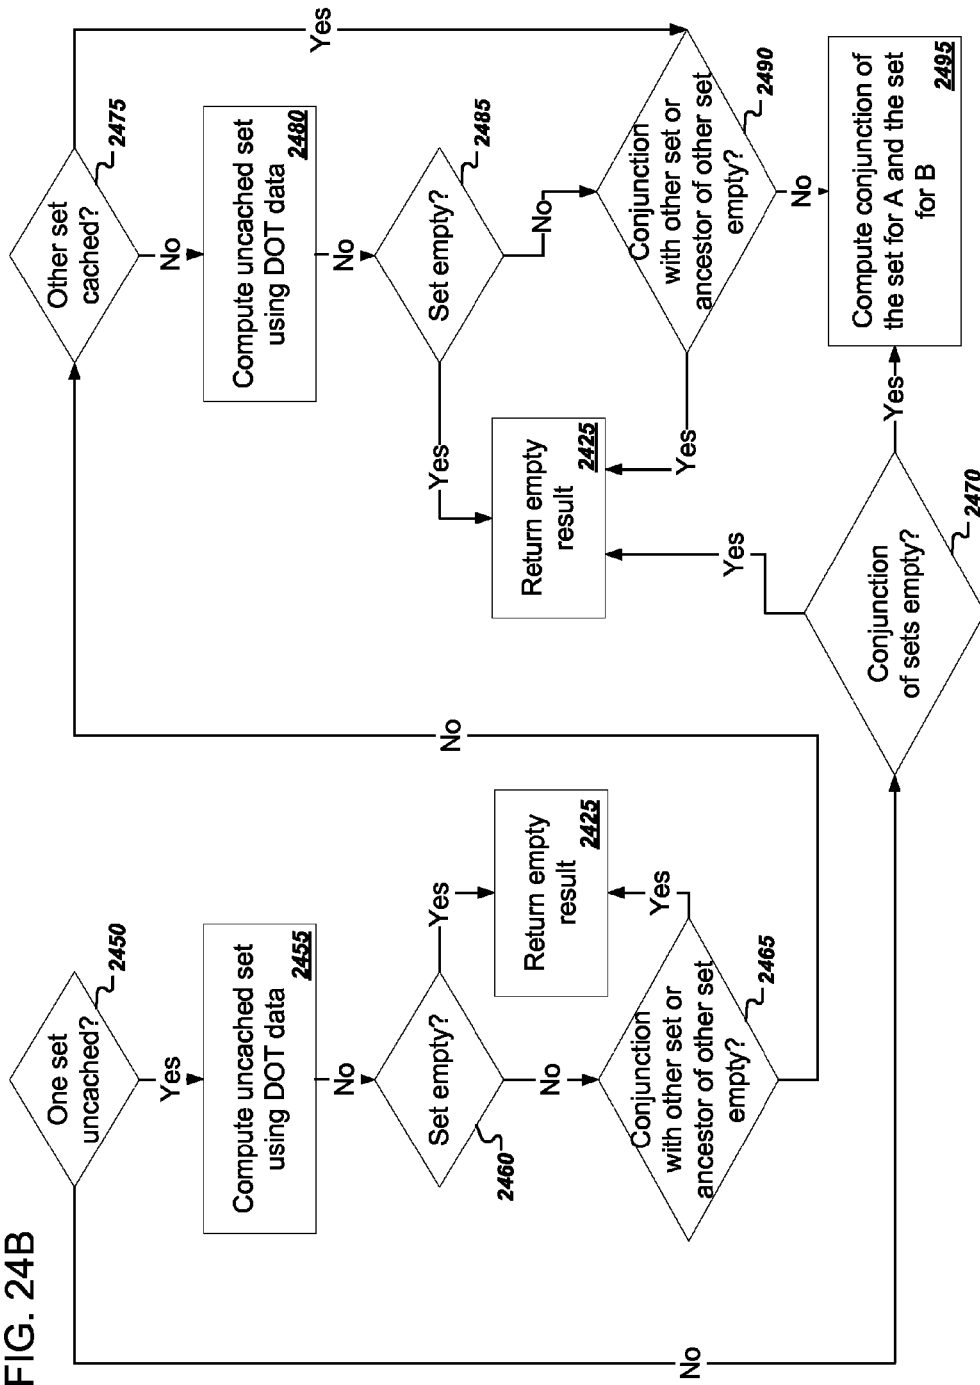 FIG. 24B
One set
uncached?
2450
Yes
Compute uncached set
using DOT data
2455
No
Set empty?
2460
Yes
No
Return empty
result
2425
Conjunction
with other set or
ancestor of other set
empty?
2465
Yes
No
No
Other set
cached?
2475
Yes
No
Compute uncached set
using DOT data
2480
No
Set empty?
2485
Yes
No
Return empty
result
2425
Conjunction
with other set or
ancestor of other set
empty?
2490
Yes
No
Yes
Conjunction
of sets empty?
2470
Yes
Compute conjunction of
the set for A and the set
for B
2495